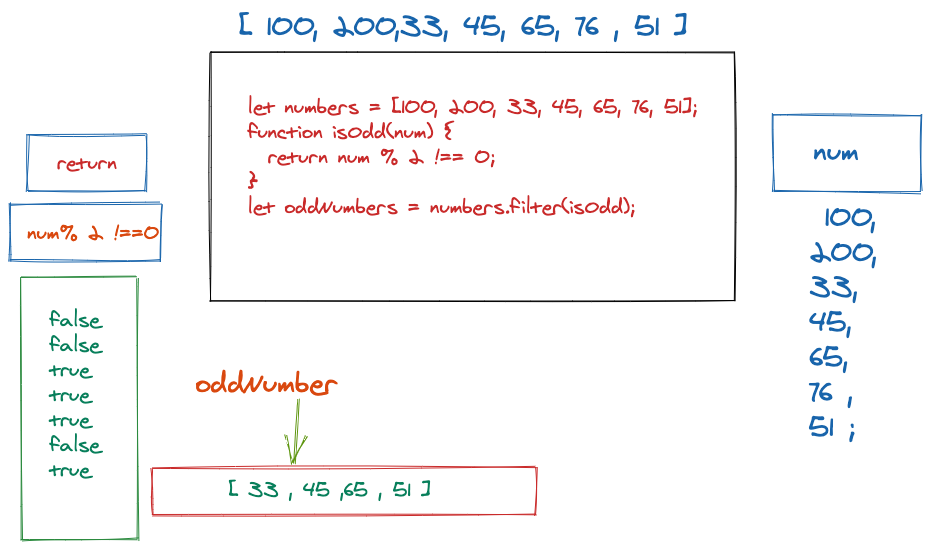 [ 100, 200,33, 45, 65, 76 , 51 ]
let numbers = [100, 200, 33, 45, 65, 76, 51];
function isOdd(num) {
  return num % 2 !== 0;
}
let oddNumbers = numbers.filter(isOdd);
return
num% 2 !==0
false
false
true
true
true
false
true
num
100,
200,
33,
45,
65,
76 ,
51 ;
oddNumber
[ 33 , 45 ,65 , 51 ]